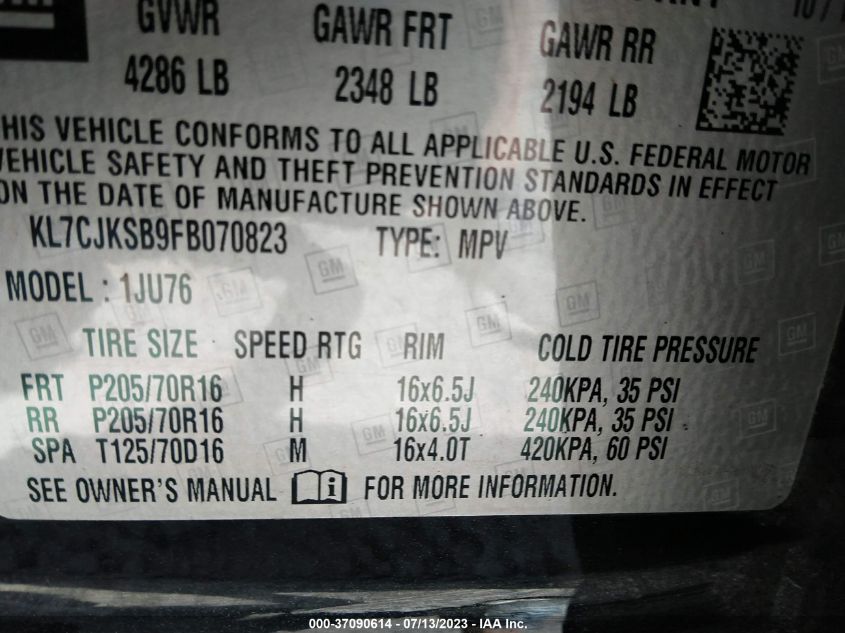 GVWR GAWR FRT GAWR RR
4286 LB 2348 LB 2194 LB
HIS VEHICLE CONFORMS TO ALL APPLICABLE U.S. FEDERAL MOTOR
VEHICLE SAFETY AND THEFT PREVENTION STANDARDS IN EFFECT
ON THE DATE OF MANUFACTURE SHOWN ABOVE.
KL7CJKSB9FB070823 TYPE: MPV
MODEL : 1JU76
TIRE SIZE SPEED RTG RIM COLD TIRE PRESSURE
FRT P205/70R16 H 16x6.5J 240KPA, 35 PSI
RR P205/70R16 H 16x6.5J 240KPA, 35 PSI
SPA T125/70D16 M 16x4.0T 420KPA, 60 PSI
SEE OWNER'S MANUAL i FOR MORE INFORMATION.
000-37090614 - 07/13/2023 - IAA Inc.